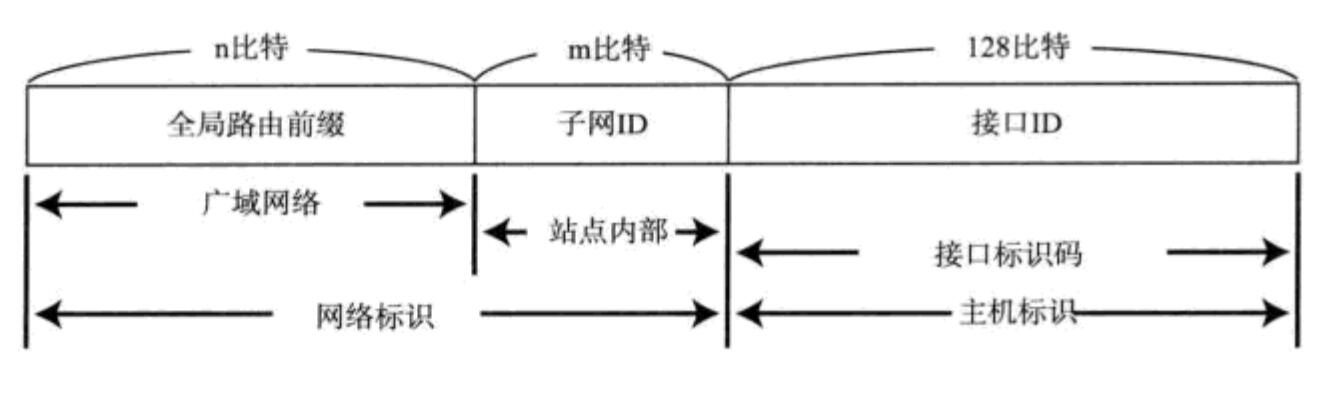 n比特
m比特
128比特
全局路由前缀
子网ID
接口ID
广域网络
站点内部
接口标识码
网络标识
主机标识